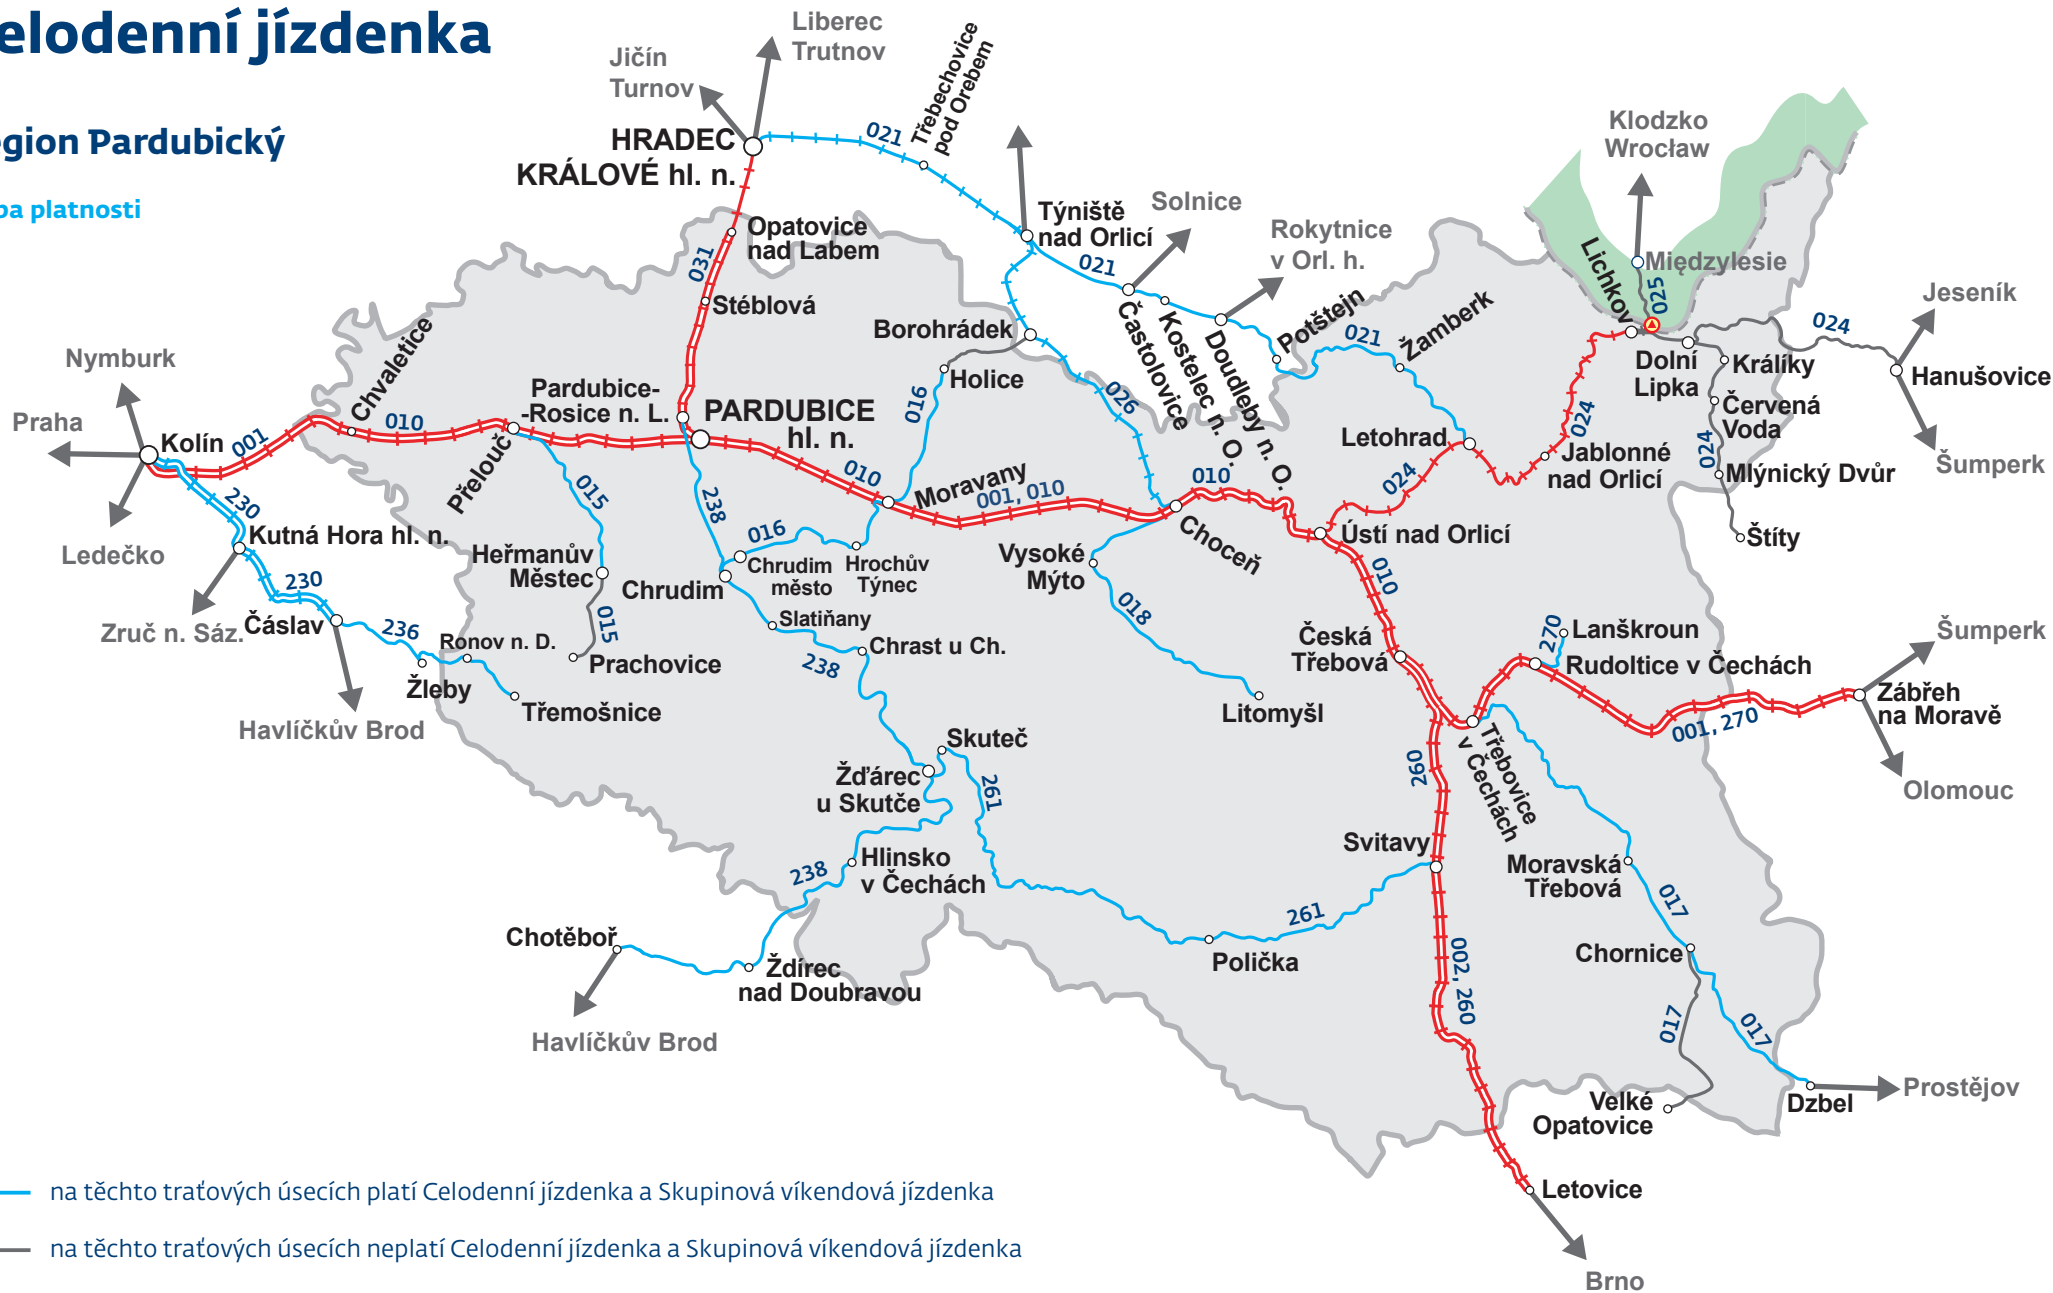 elodenní jízdenka
egion Pardubický
ba platnosti
Liberec
Trutnov
Jičín
Turnov
HRADEC
KRÁLOVÉ hl. n.
021
Třebechovice
pod Orebem
Týniště
nad Orlicí
Solnice
Rokytnice
v Orl. h.
Klodzko
Wrocław
Międzylesie
Lichkov
025
024
Jeseník
Hanušovice
Šumperk
Dolní
Lipka
Králíky
Červená
Voda
024
Mlýnický Dvůr
Štíty
Opatovice
nad Labem
031
Stéblová
021
Častolovice
Kostelec n. O.
Doudleby n. O.
Potštejn
021
Žamberk
Borohrádek
Holice
016
026
Letohrad
024
024
Jablonné
nad Orlicí
Nymburk
Praha
Kolín
001
Ledečko
Chvaletice
010
Pardubice-
-Rosice n. L.
PARDUBICE
hl. n.
Přelouč
015
010
Moravany
001, 010
010
Choceň
Ústí nad Orlicí
230
Kutná Hora hl. n.
230
Zruč n. Sáz.
Čáslav
236
Ronov n. D.
Žleby
Třemošnice
Havlíčkův Brod
Heřmanův
Městec
015
Prachovice
238
016
Chrudim
Chrudim
město
Hrochův
Týnec
Slatiňany
238
Chrast u Ch.
Vysoké
Mýto
018
Litomyšl
010
Česká
Třebová
270
Lanškroun
Rudoltice v Čechách
001, 270
Šumperk
Zábřeh
na Moravě
Olomouc
Třebovice
v Čechách
260
Skuteč
Žďárec
u Skutče
261
Hlinsko
v Čechách
238
Chotěboř
Ždírec
nad Doubravou
Havlíčkův Brod
Polička
261
Svitavy
002, 260
Moravská
Třebová
017
Chornice
017
017
Velké
Opatovice
Dzbel
Prostějov
Letovice
Brno
na těchto traťových úsecích platí Celodenní jízdenka a Skupinová víkendová jízdenka
na těchto traťových úsecích neplatí Celodenní jízdenka a Skupinová víkendová jízdenka